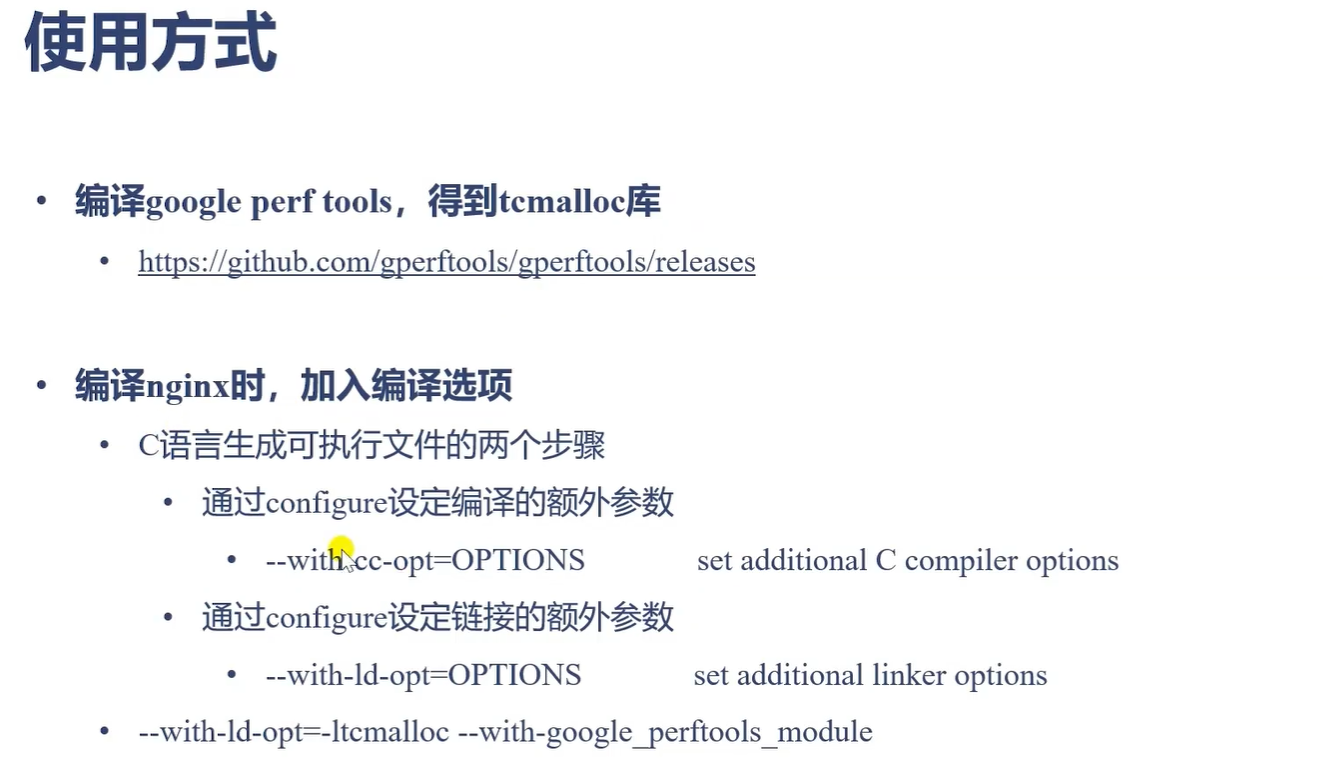 使用方式
编译google perf tools，得到tcmalloc库
https://github.com/gperftools/gperftools/releases
编译nginx时，加入编译选项
C语言生成可执行文件的两个步骤
通过configure设定编译的额外参数
--with-cc-opt=OPTIONS set additional C compiler options
通过configure设定链接的额外参数
--with-ld-opt=OPTIONS set additional linker options
--with-ld-opt=-ltcmalloc --with-google_perftools_module